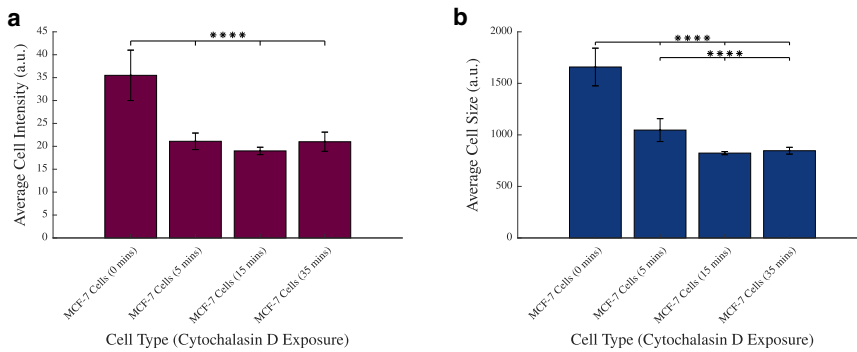 a
****
45
40
35
30
25
20
15
10
5
0
Average Cell Intensity (a.u.)
MCF-7 Cells (0 mins)
MCF-7 Cells (5 mins)
MCF-7 Cells (15 mins)
MCF-7 Cells (35 mins)
Cell Type (Cytochalasin D Exposure)
b
****
****
2000
1500
1000
500
0
Average Cell Size (a.u.)
MCF-7 Cells (0 mins)
MCF-7 Cells (5 mins)
MCF-7 Cells (15 mins)
MCF-7 Cells (35 mins)
Cell Type (Cytochalasin D Exposure)